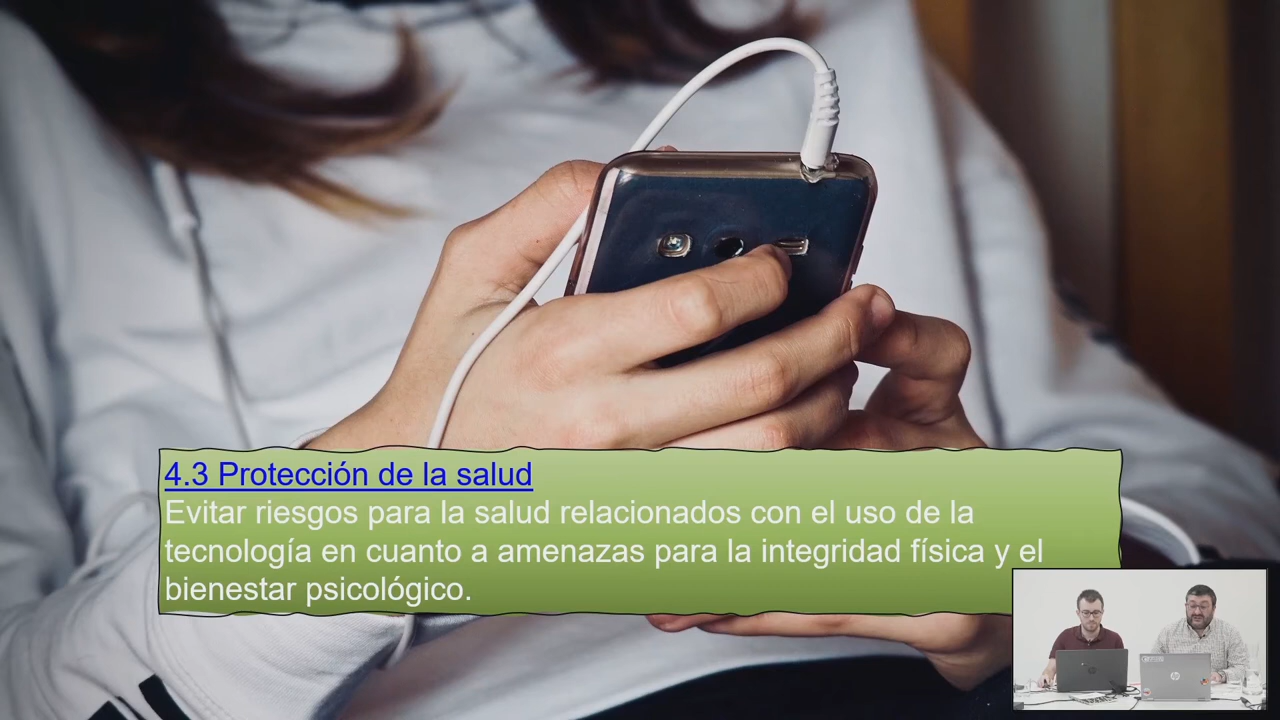 4.3 Protección de la salud
Evitar riesgos para la salud relacionados con el uso de la
tecnología en cuanto a amenazas para la integridad física y el
bienestar psicológico.